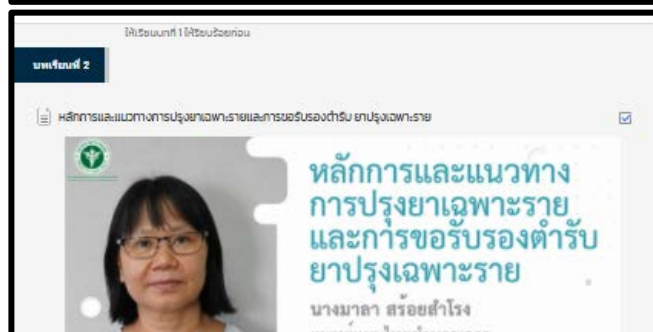 ให้เรียนบทที่ 1 ให้เรียบร้อยก่อน
บทเรียนที่ 2
หลักการและแนวทางการปรุงยาเฉพาะรายและการขอรับรองตำรับ ยาปรุงเฉพาะราย
หลักการและแนวทาง
การปรุงยาเฉพาะราย
และการขอรับรองตำรับ
ยาปรุงเฉพาะราย
นางมาลา สร้อยสำโรง